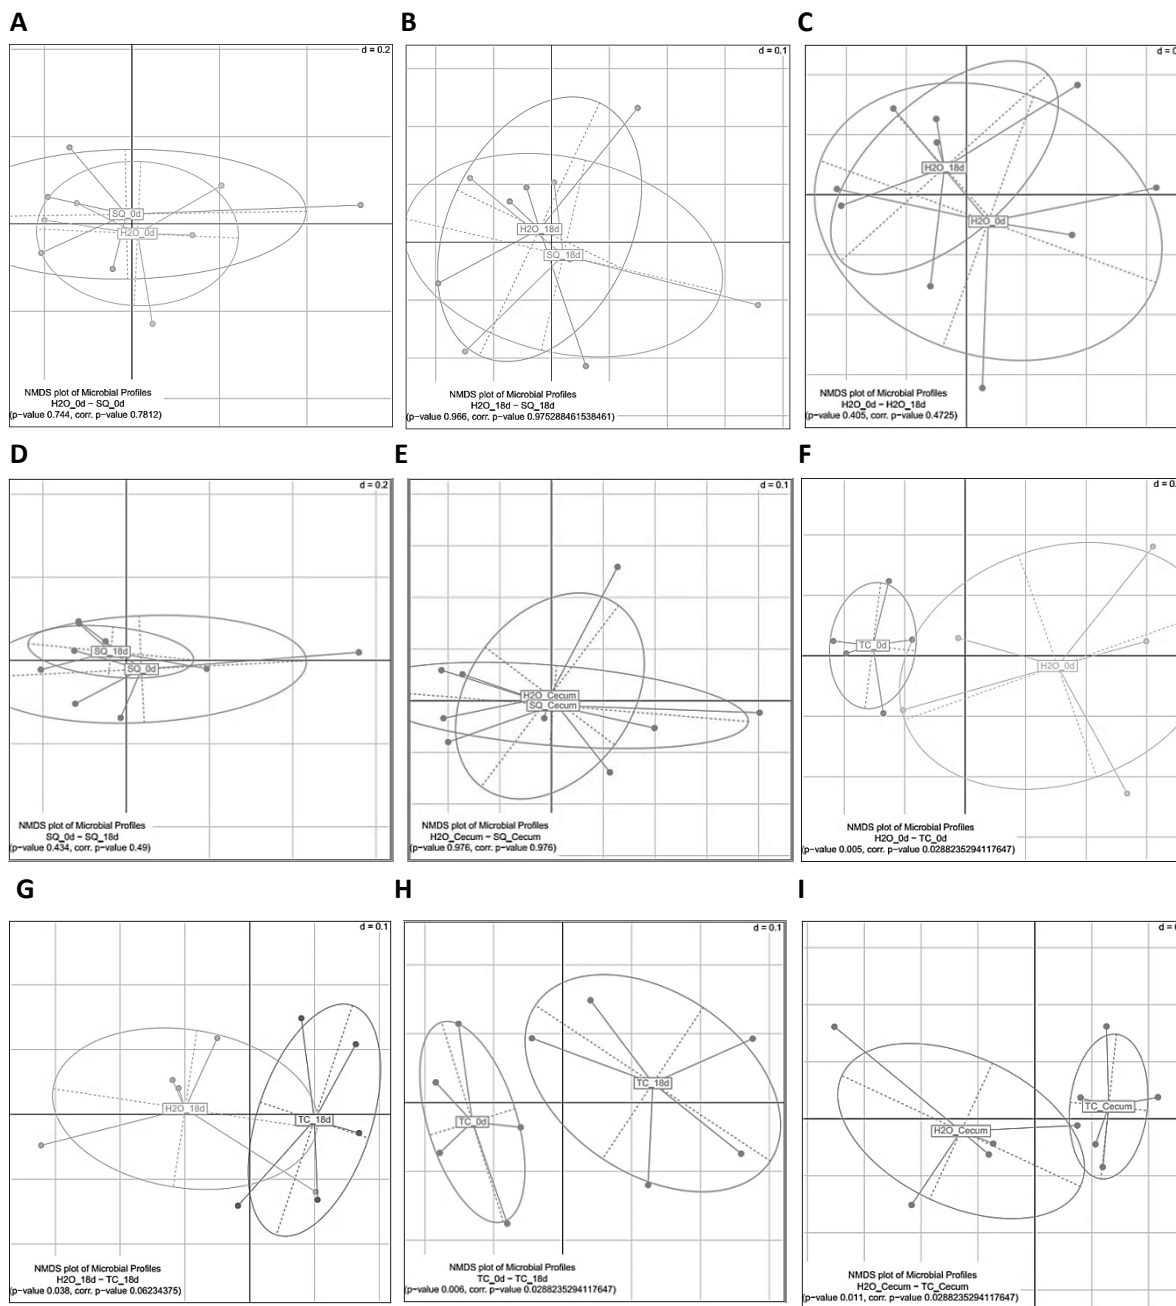 A
B
C
d = 0.2
d = 0.1
d = 0
SQ_0d
H2O_0d
H2O_18d
SQ_18d
H2O_18d
H2O_0d
NMDS plot of Microbial Profiles
H2O_0d − SQ_0d
(p−value 0.744, corr. p−value 0.7812)
NMDS plot of Microbial Profiles
H2O_18d − SQ_18d
(p−value 0.966, corr. p−value 0.975288461538461)
NMDS plot of Microbial Profiles
H2O_0d − H2O_18d
(p−value 0.405, corr. p−value 0.4725)
D
E
F
d = 0.2
d = 0.1
d = 0.
SQ_18d
SQ_0d
H2O_Cecum
SQ_Cecum
TC_0d
H2O_0d
NMDS plot of Microbial Profiles
SQ_0d − SQ_18d
(p−value 0.434, corr. p−value 0.49)
NMDS plot of Microbial Profiles
H2O_Cecum − SQ_Cecum
(p−value 0.976, corr. p−value 0.976)
NMDS plot of Microbial Profiles
H2O_0d − TC_0d
(p−value 0.005, corr. p−value 0.0288235294117647)
G
H
I
d = 0.1
d = 0.1
d = 0
H2O_18d
TC_18d
TC_0d
TC_18d
H2O_Cecum
TC_Cecum
NMDS plot of Microbial Profiles
H2O_18d − TC_18d
(p−value 0.038, corr. p−value 0.06234375)
NMDS plot of Microbial Profiles
TC_0d − TC_18d
(p−value 0.006, corr. p−value 0.0288235294117647)
NMDS plot of Microbial Profiles
H2O_Cecum − TC_Cecum
(p−value 0.011, corr. p−value 0.0288235294117647)